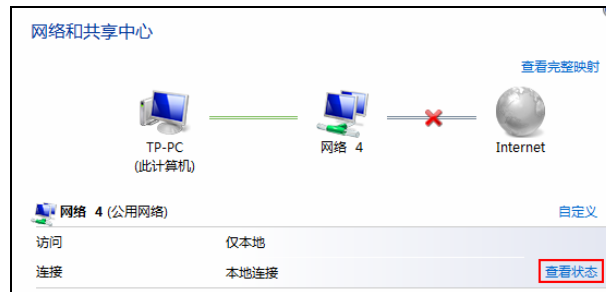 网络和共享中心
查看完整映射
TP-PC
(此计算机)
网络 4
Internet
网络 4 (公用网络) 自定义
访问 仅本地
连接 本地连接 查看状态